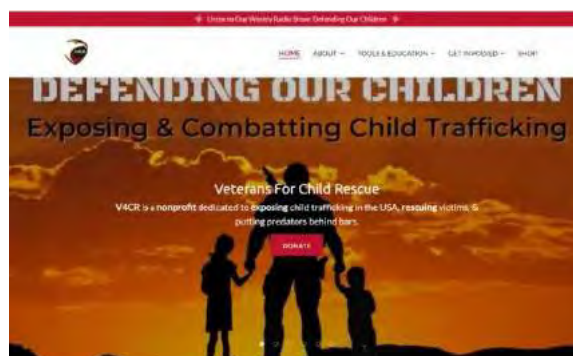 Listen to Our Weekly Radio Show: Defending Our Children
V4CR
HOME ABOUT TOOLS & EDUCATION GET INVOLVED SHOP
DEFENDING OUR CHILDREN
Exposing & Combatting Child Trafficking
Veterans For Child Rescue
V4CR is a nonprofit dedicated to exposing child trafficking in the USA, rescuing victims, &
putting predators behind bars.
DONATE